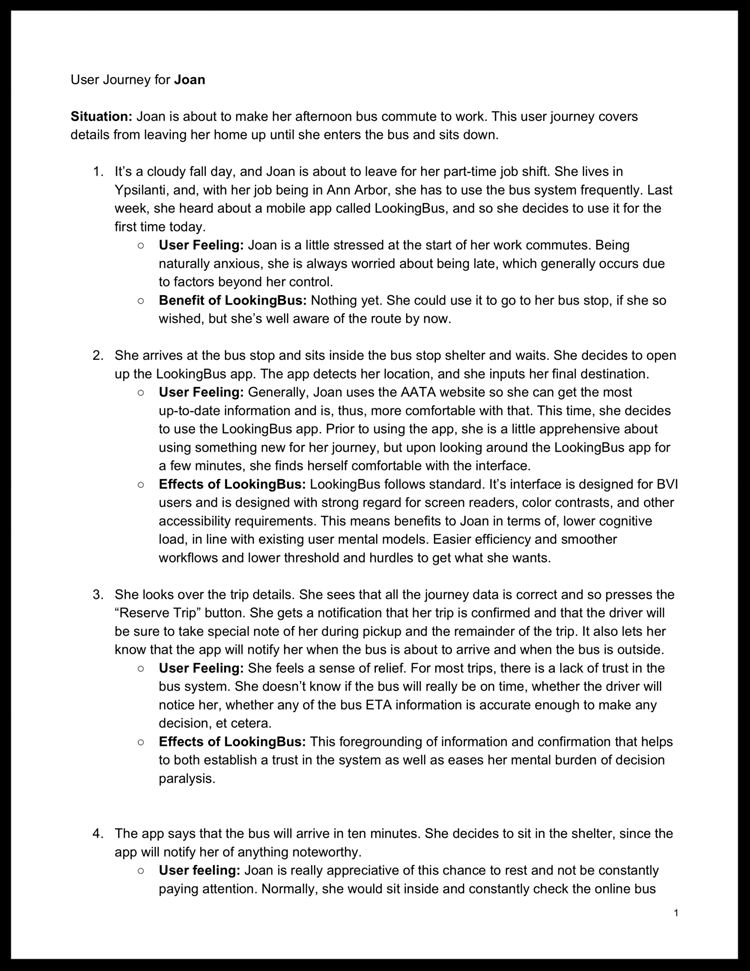 User Journey for Joan
Situation: Joan is about to make her afternoon bus commute to work. This user journey covers
details from leaving her home up until she enters the bus and sits down.
1. It’s a cloudy fall day, and Joan is about to leave for her part-time job shift. She lives in
Ypsilanti, and, with her job being in Ann Arbor, she has to use the bus system frequently. Last
week, she heard about a mobile app called LookingBus, and so she decides to use it for the
first time today.
○ User Feeling: Joan is a little stressed at the start of her work commutes. Being
naturally anxious, she is always worried about being late, which generally occurs due
to factors beyond her control.
○ Benefit of LookingBus: Nothing yet. She could use it to go to her bus stop, if she so
wished, but she’s well aware of the route by now.
2. She arrives at the bus stop and sits inside the bus stop shelter and waits. She decides to open
up the LookingBus app. The app detects her location, and she inputs her final destination.
○ User Feeling: Generally, Joan uses the AATA website so she can get the most
up-to-date information and is, thus, more comfortable with that. This time, she decides
to use the LookingBus app. Prior to using the app, she is a little apprehensive about
using something new for her journey, but upon looking around the LookingBus app for
a few minutes, she finds herself comfortable with the interface.
○ Effects of LookingBus: LookingBus follows standard. It’s interface is designed for BVI
users and is designed with strong regard for screen readers, color contrasts, and other
accessibility requirements. This means benefits to Joan in terms of, lower cognitive
load, in line with existing user mental models. Easier efficiency and smoother
workflows and lower threshold and hurdles to get what she wants.
3. She looks over the trip details. She sees that all the journey data is correct and so presses the
“Reserve Trip” button. She gets a notification that her trip is confirmed and that the driver will
be sure to take special note of her during pickup and the remainder of the trip. It also lets her
know that the app will notify her when the bus is about to arrive and when the bus is outside.
○ User Feeling: She feels a sense of relief. For most trips, there is a lack of trust in the
bus system. She doesn’t know if the bus will really be on time, whether the driver will
notice her, whether any of the bus ETA information is accurate enough to make any
decision, et cetera.
○ Effects of LookingBus: This foregrounding of information and confirmation that helps
to both establish a trust in the system as well as eases her mental burden of decision
paralysis.
4. The app says that the bus will arrive in ten minutes. She decides to sit in the shelter, since the
app will notify her of anything noteworthy.
○ User feeling: Joan is really appreciative of this chance to rest and not be constantly
paying attention. Normally, she would sit inside and constantly check the online bus
1